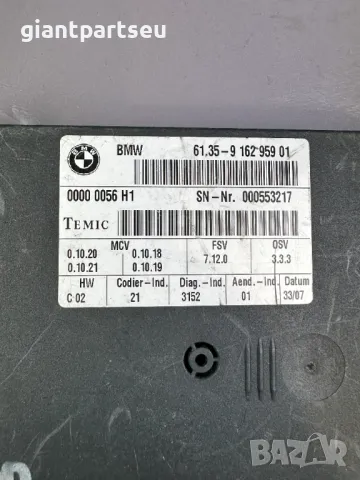 giantpartseu
BMW
BMW 61.35-9 162 959 01
0000 0056 H1 SN-Nr. 000553217
TEMIC
MCV FSV OSV
0.10.20 0.10.18 7.12.0 3.3.3
0.10.21 0.10.19
HW Codier-Ind. Diag.-Ind. Aend.-Ind. Datum
C 02 21 3152 01 33/07
BAZAR
bg